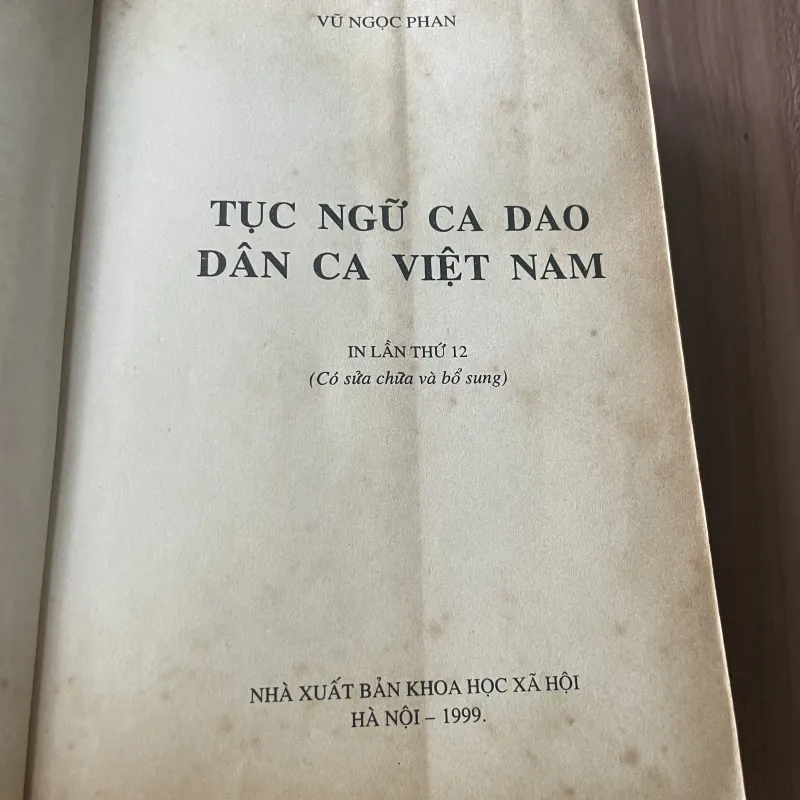 VŨ NGỌC PHAN
TỤC NGỮ CA DAO
DÂN CA VIỆT NAM
IN LẦN THỨ 12
(Có sửa chữa và bổ sung)
NHÀ XUẤT BẢN KHOA HỌC XÃ HỘI
HÀ NỘI – 1999.